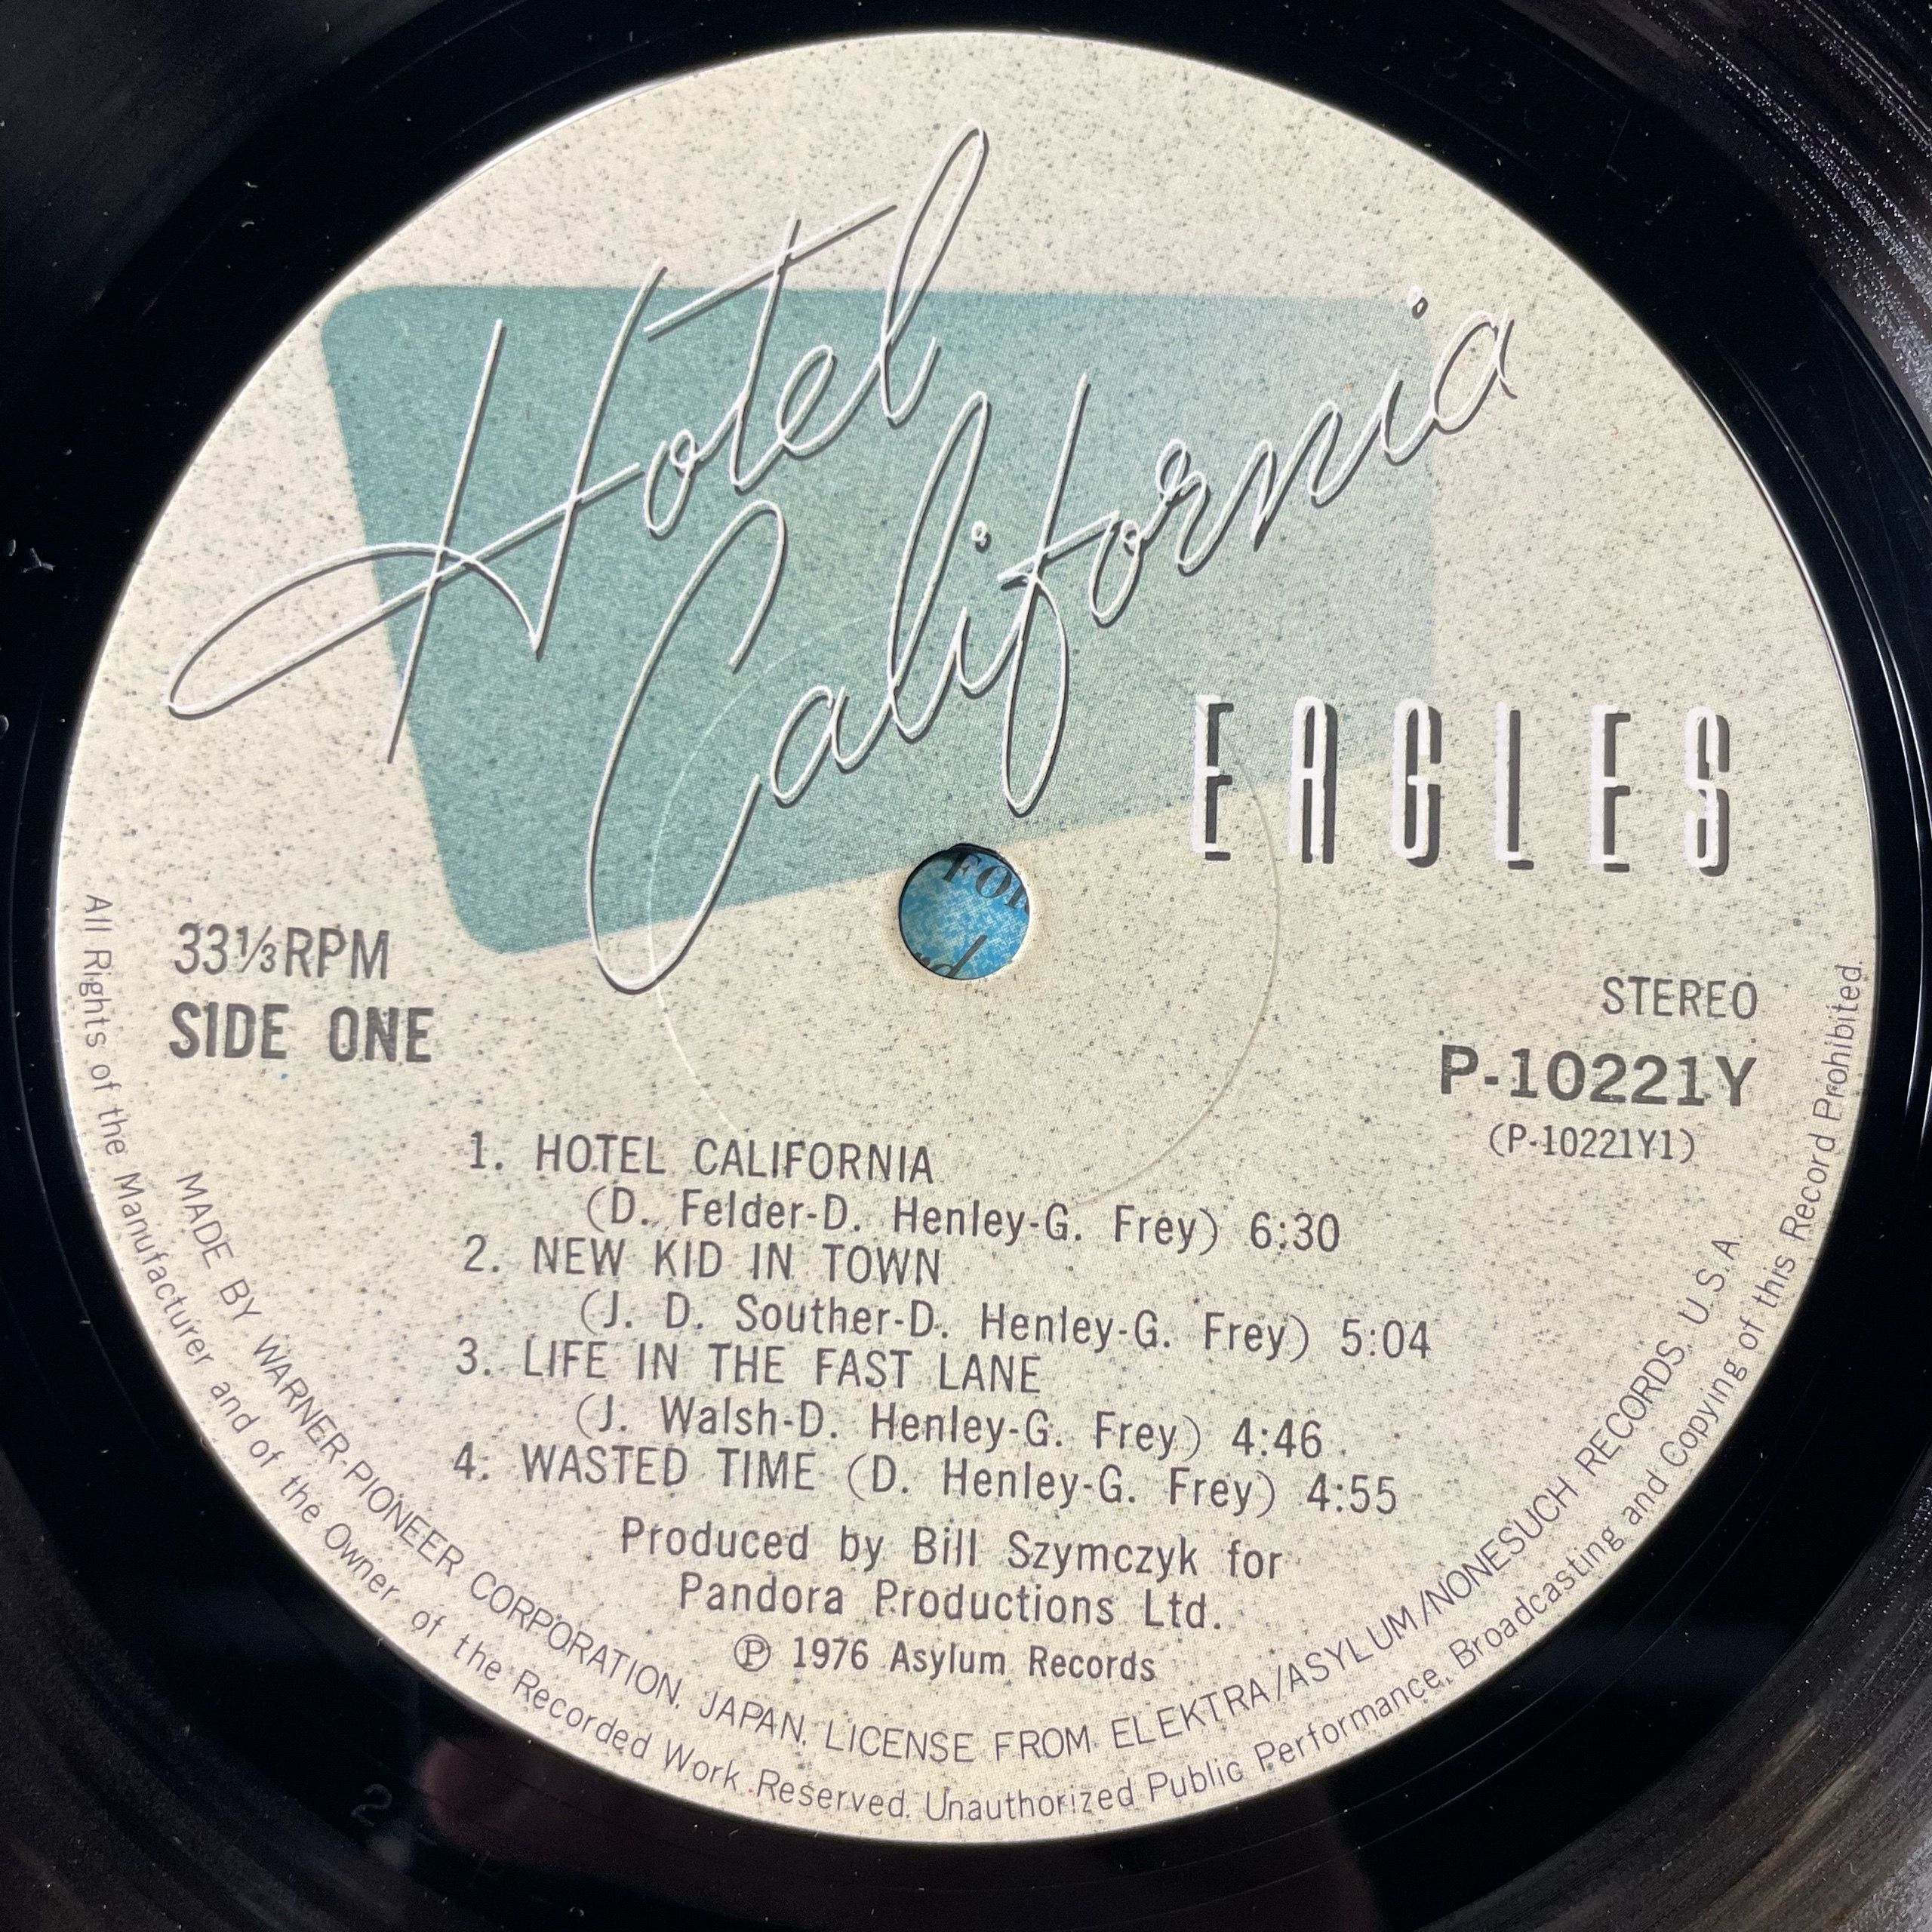 Hotel
California
EAGLES
33⅓RPM
SIDE ONE
STEREO
P-10221Y
(P-10221Y1)
1. HOTEL CALIFORNIA
(D. Felder-D. Henley-G. Frey) 6:30
2. NEW KID IN TOWN
(J. D. Souther-D. Henley-G. Frey) 5:04
3. LIFE IN THE FAST LANE
(J. Walsh-D. Henley-G. Frey) 4:46
4. WASTED TIME (D. Henley-G. Frey) 4:55
Produced by Bill Szymczyk for
Pandora Productions Ltd.
Ⓟ 1976 Asylum Records
MADE BY WARNER-PIONEER CORPORATION, JAPAN, LICENSE FROM ELEKTRA/ASYLUM/NONESUCH RECORDS, U.S.A.
All Rights of the Manufacturer and of the Owner of the Recorded Work Reserved. Unauthorized Public Performance, Broadcasting and Copying of this Record Prohibited.
2